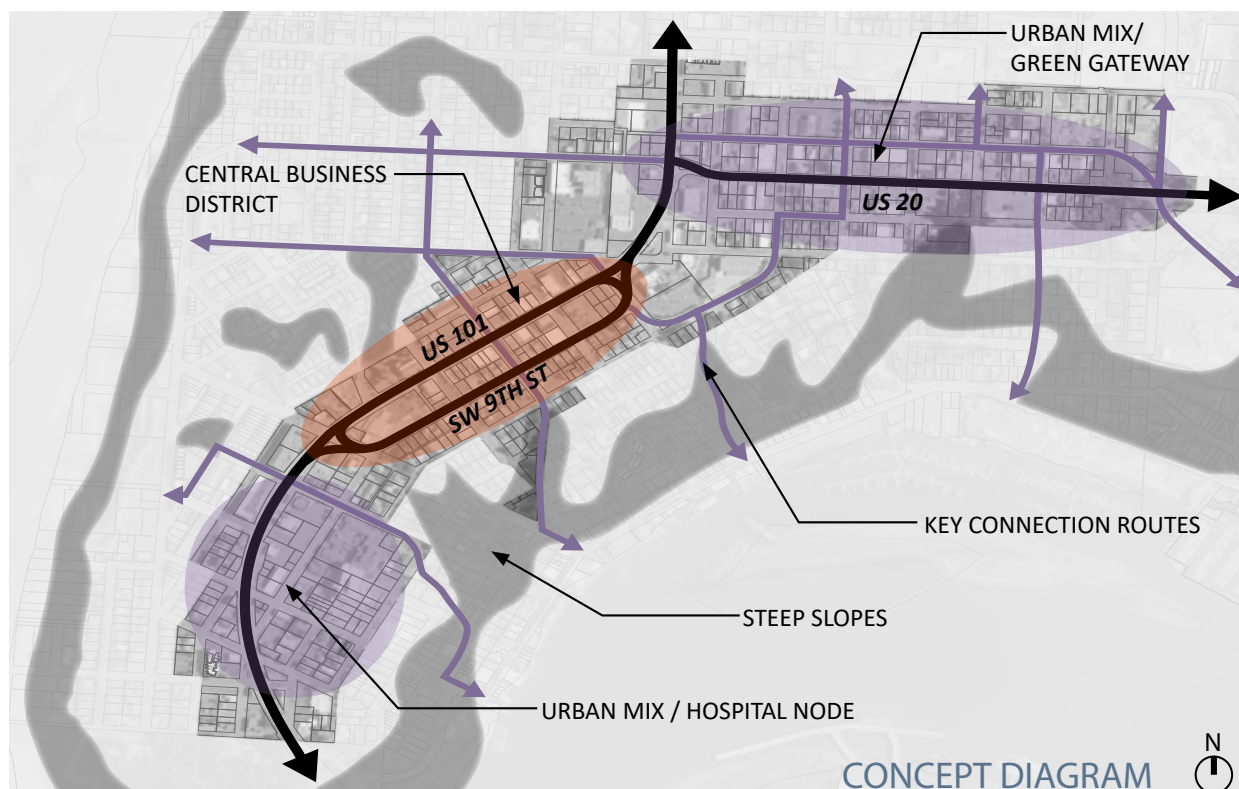 URBAN MIX/
GREEN GATEWAY
CENTRAL BUSINESS
DISTRICT
US 20
US 101
SW 9TH ST
KEY CONNECTION ROUTES
STEEP SLOPES
URBAN MIX / HOSPITAL NODE
N
CONCEPT DIAGRAM